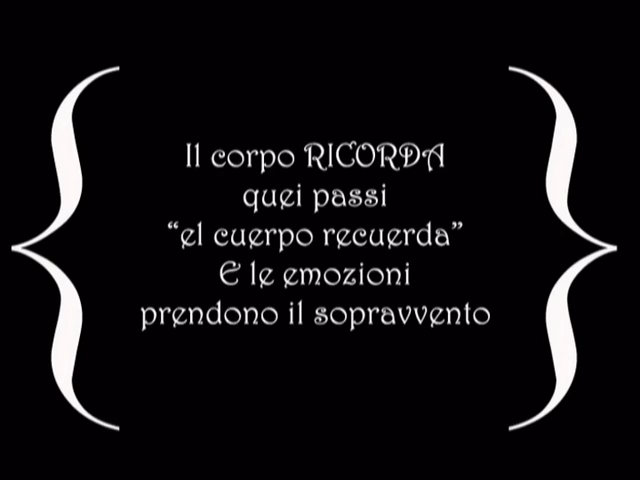 Il corpo RICORDA
quei passi
“el cuerpo recuerda”
E le emozioni
prendono il sopravvento